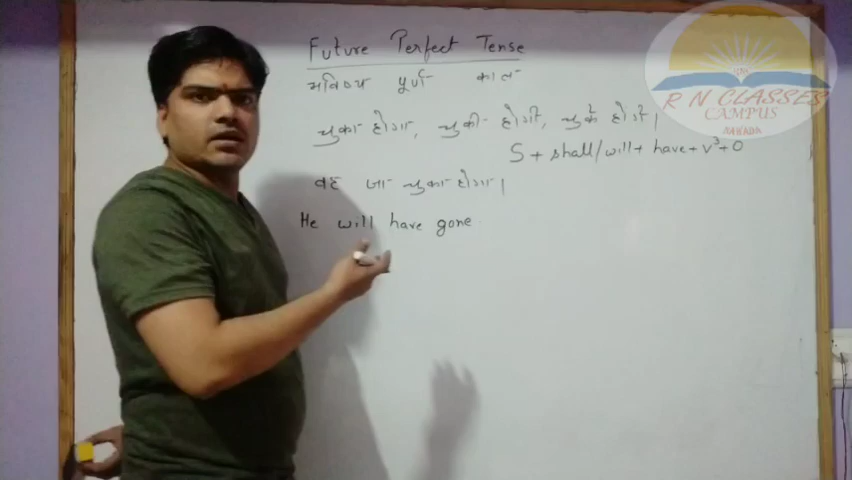 Future Perfect Tense
भविष्य पूर्ण काल
चुका होगा, चुकी होगी, चुके होगें।
S + shall/will + have + V³ + O
वह जा चुका होगा।
He will have gone
R N CLASSES
CAMPUS